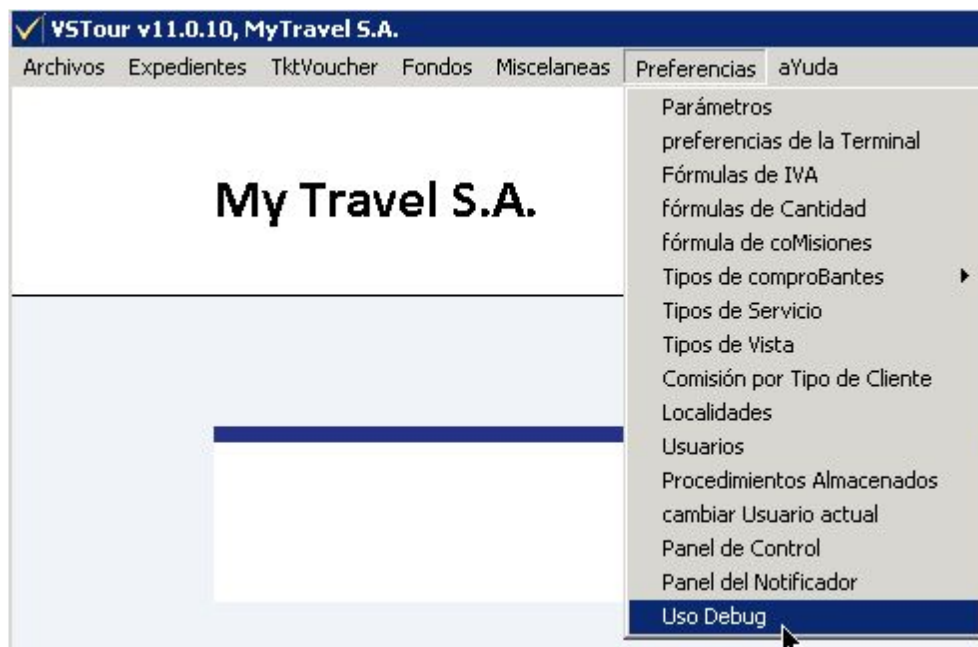 VSTour v11.0.10, MyTravel S.A.
Archivos Expedientes TktVoucher Fondos Miscelaneas Preferencias aYuda
My Travel S.A.
Parámetros
preferencias de la Terminal
Fórmulas de IVA
fórmulas de Cantidad
fórmula de coMisiones
Tipos de comproBantes
Tipos de Servicio
Tipos de Vista
Comisión por Tipo de Cliente
Localidades
Usuarios
Procedimientos Almacenados
cambiar Usuario actual
Panel de Control
Panel del Notificador
Uso Debug